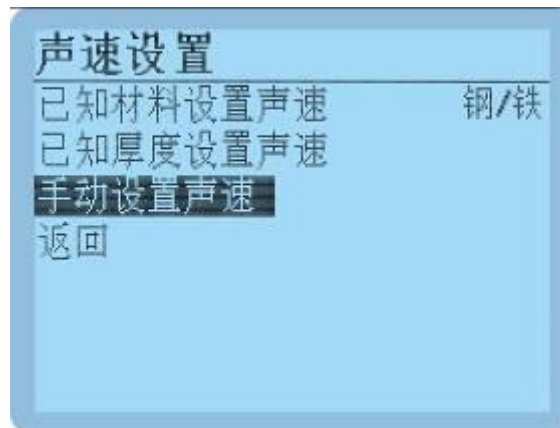 声速设置
已知材料设置声速 钢/铁
已知厚度设置声速
手动设置声速
返回